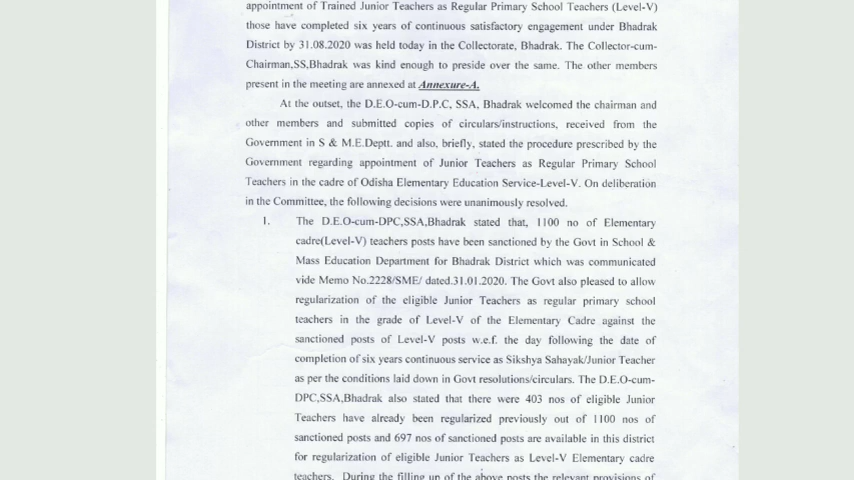 appointment of Trained Junior Teachers as Regular Primary School Teachers (Level-V)
those have completed six years of continuous satisfactory engagement under Bhadrak
District by 31.08.2020 was held today in the Collectorate, Bhadrak. The Collector-cum-
Chairman,SS,Bhadrak was kind enough to preside over the same. The other members
present in the meeting are annexed at Annexure-A.
At the outset, the D.E.O-cum-D.P.C, SSA, Bhadrak welcomed the chairman and
other members and submitted copies of circulars/instructions, received from the
Government in S & M.E.Deptt. and also, briefly, stated the procedure prescribed by the
Government regarding appointment of Junior Teachers as Regular Primary School
Teachers in the cadre of Odisha Elementary Education Service-Level-V. On deliberation
in the Committee, the following decisions were unanimously resolved.
1. The D.E.O-cum-DPC,SSA,Bhadrak stated that, 1100 no of Elementary
cadre(Level-V) teachers posts have been sanctioned by the Govt in School &
Mass Education Department for Bhadrak District which was communicated
vide Memo No.2228/SME/ dated.31.01.2020. The Govt also pleased to allow
regularization of the eligible Junior Teachers as regular primary school
teachers in the grade of Level-V of the Elementary Cadre against the
sanctioned posts of Level-V posts w.e.f. the day following the date of
completion of six years continuous service as Sikshya Sahayak/Junior Teacher
as per the conditions laid down in Govt resolutions/circulars. The D.E.O-cum-
DPC,SSA,Bhadrak also stated that there were 403 nos of eligible Junior
Teachers have already been regularized previously out of 1100 nos of
sanctioned posts and 697 nos of sanctioned posts are available in this district
for regularization of eligible Junior Teachers as Level-V Elementary cadre
teachers. During the filling up of the above posts the relevant provisions of